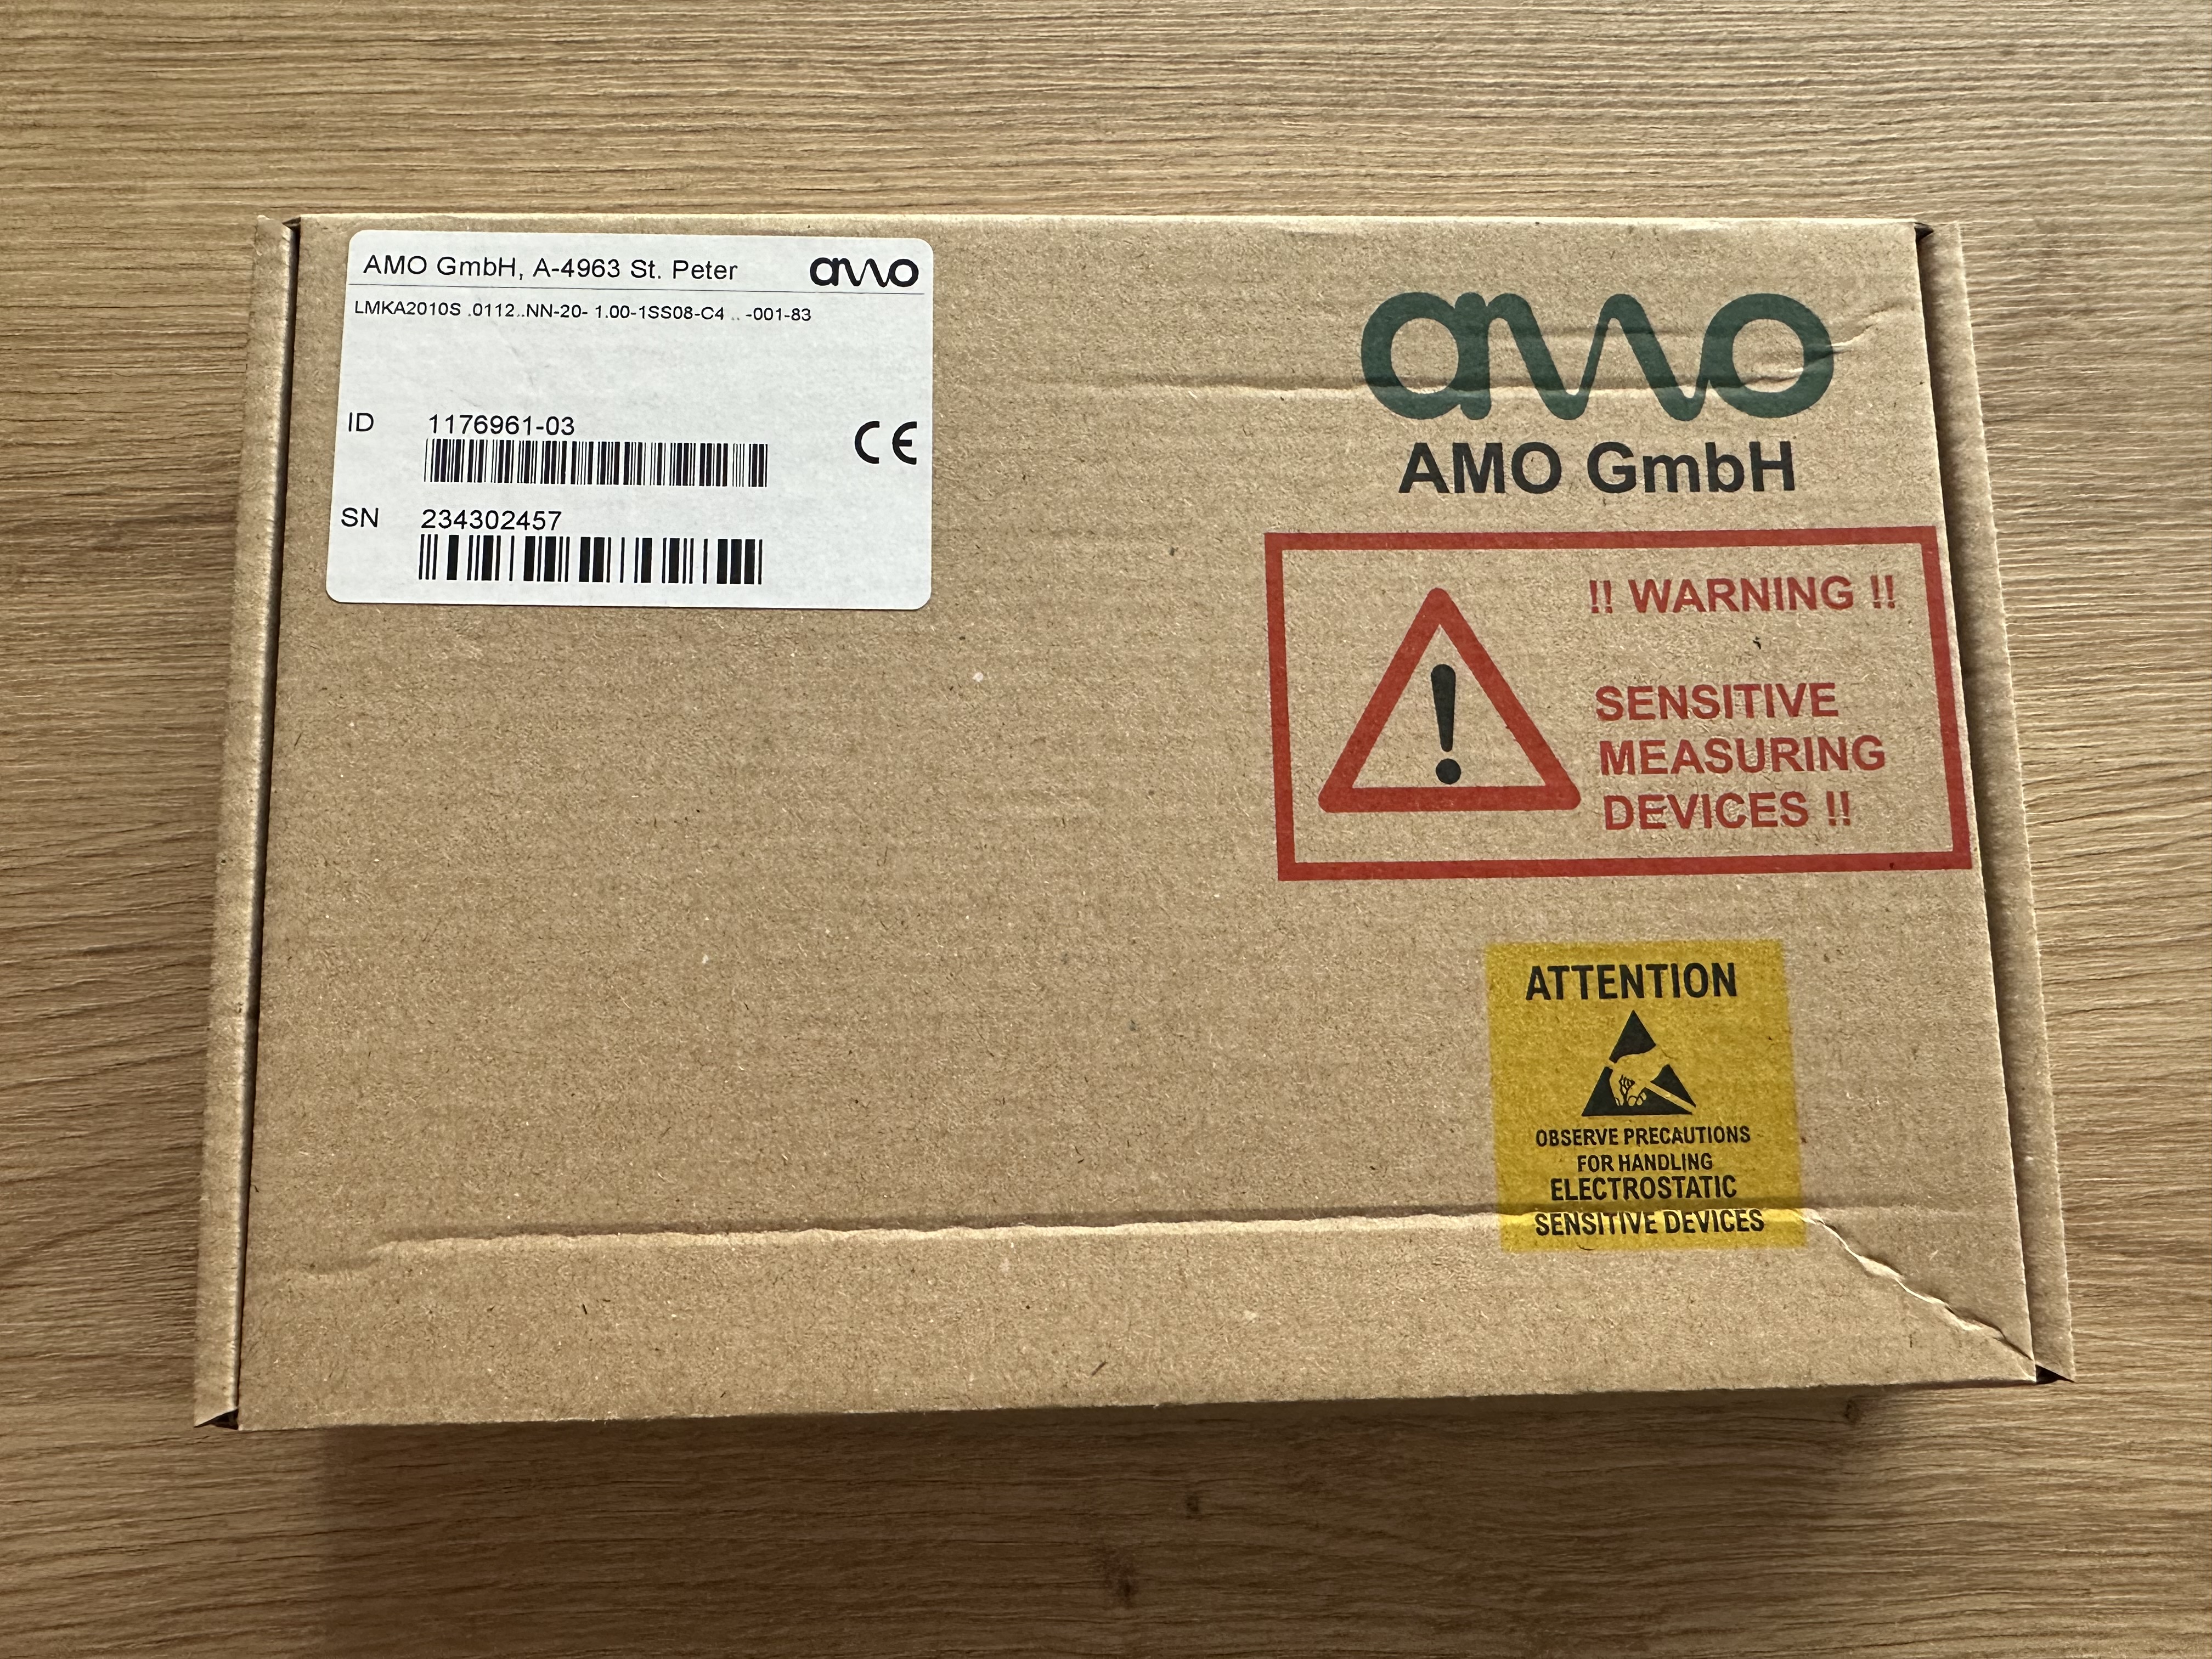 AMO GmbH, A-4963 St. Peter amo
LMKA2010S .0112..NN-20- 1.00-1SS08-C4 .. -001-83
ID 1176961-03
CE
SN 234302457
amo
AMO GmbH
!! WARNING !!
SENSITIVE
MEASURING
DEVICES !!
ATTENTION
OBSERVE PRECAUTIONS
FOR HANDLING
ELECTROSTATIC
SENSITIVE DEVICES